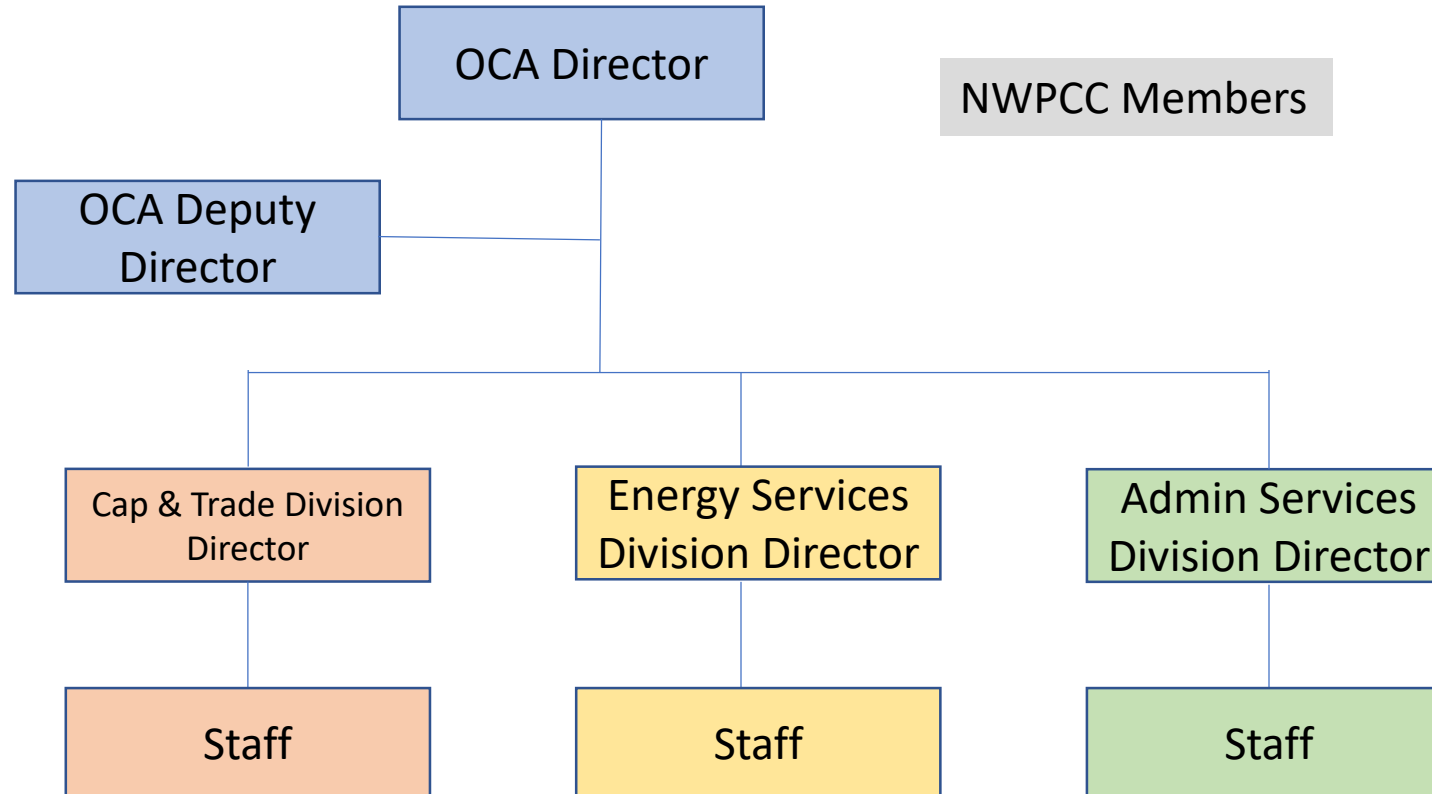 OCA Director
NWPCC Members
OCA Deputy
Director
Cap & Trade Division
Director
Energy Services
Division Director
Admin Services
Division Director
Staff
Staff
Staff